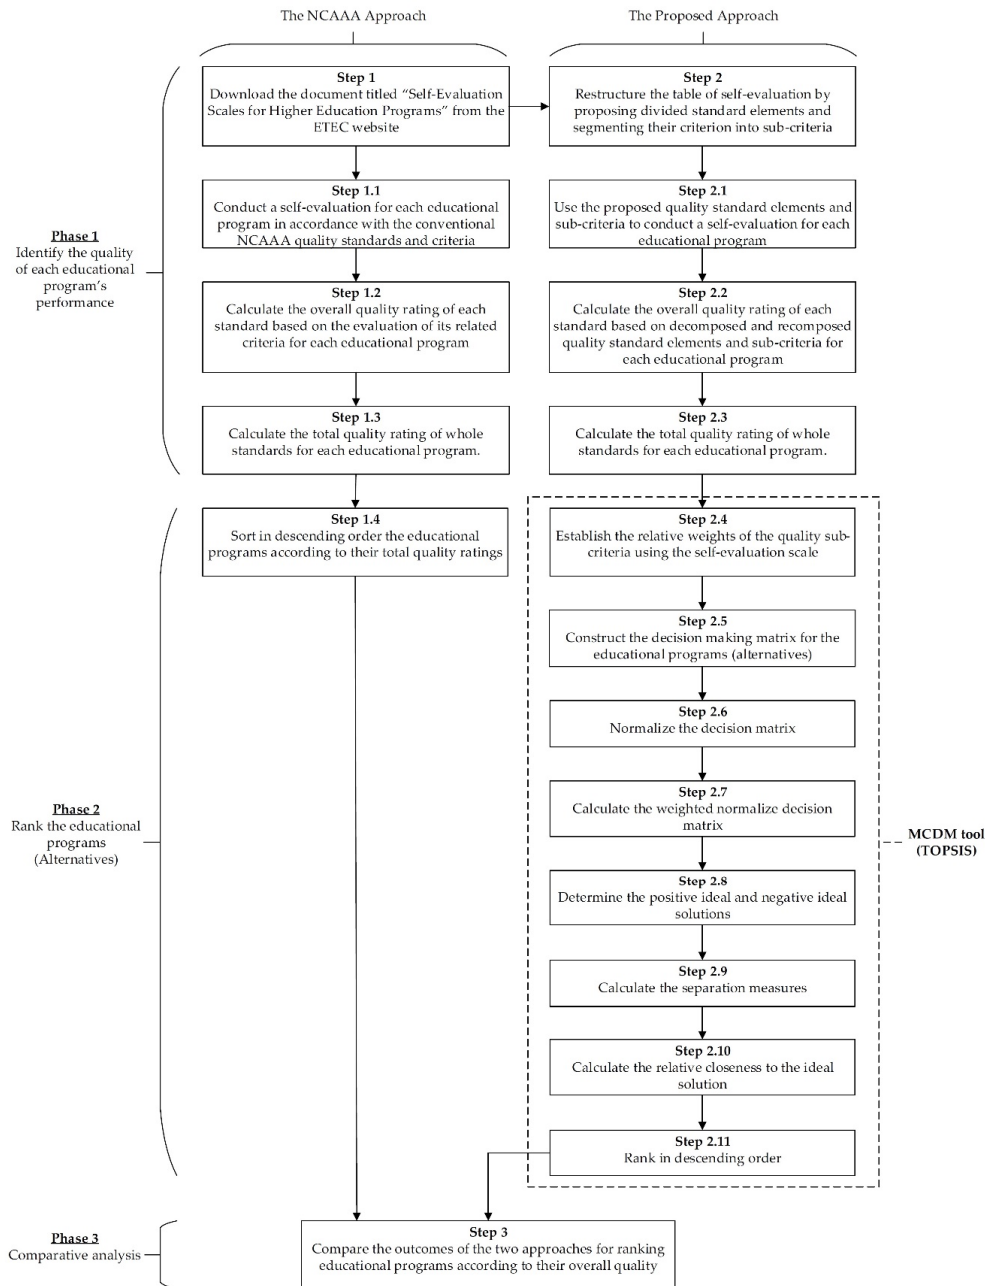 The NCAAA Approach
The Proposed Approach
Step 1
Download the document titled “Self-Evaluation
Scales for Higher Education Programs” from the
ETEC website
Step 2
Restructure the table of self-evaluation by
proposing divided standard elements and
segmenting their criterion into sub-criteria
Phase 1
Identify the quality
of each educational
program's
performance
Step 1.1
Conduct a self-evaluation for each educational
program in accordance with the conventional
NCAAA quality standards and criteria
Step 2.1
Use the proposed quality standard elements and
sub-criteria to conduct a self-evaluation for each
educational program
Step 1.2
Calculate the overall quality rating of each
standard based on the evaluation of its related
criteria for each educational program
Step 2.2
Calculate the overall quality rating of each
standard based on decomposed and recomposed
quality standard elements and sub-criteria for
each educational program
Step 1.3
Calculate the total quality rating of whole
standards for each educational program.
Step 2.3
Calculate the total quality rating of whole
standards for each educational program.
Step 1.4
Sort in descending order the educational
programs according to their total quality ratings
Step 2.4
Establish the relative weights of the quality sub-
criteria using the self-evaluation scale
Step 2.5
Construct the decision making matrix for the
educational programs (alternatives)
Step 2.6
Normalize the decision matrix
Phase 2
Rank the educational
programs
(Alternatives)
Step 2.7
Calculate the weighted normalize decision
matrix
MCDM tool
(TOPSIS)
Step 2.8
Determine the positive ideal and negative ideal
solutions
Step 2.9
Calculate the separation measures
Step 2.10
Calculate the relative closeness to the ideal
solution
Step 2.11
Rank in descending order
Phase 3
Comparative analysis
Step 3
Compare the outcomes of the two approaches for ranking
educational programs according to their overall quality